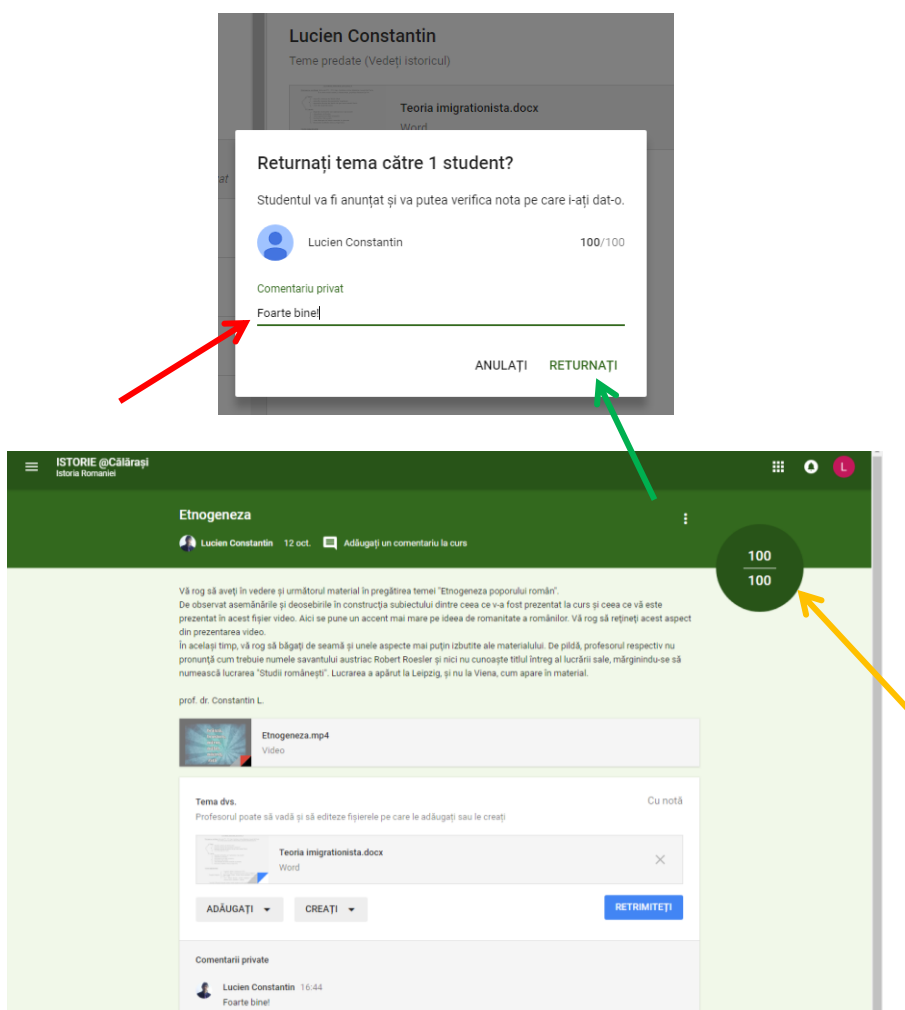 Lucien Constantin
Teme predate (Vedeți istoricul)
Teoria imigrationista.docx
Word
Returnați tema către 1 student?
Studentul va fi anunțat și va putea verifica nota pe care i-ați dat-o.
Lucien Constantin 100/100
Comentariu privat
Foarte bine!
ANULAȚI RETURNAȚI
ISTORIE @Călărași
Istoria Romaniei
L
Etnogeneza
Lucien Constantin 12 oct. Adăugați un comentariu la curs
100
100
Vă rog să aveți în vedere și următorul material în pregătirea temei "Etnogeneza poporului român".
De observat asemănările și deosebirile în construcția subiectului dintre ceea ce v-a fost prezentat la curs și ceea ce vă este
prezentat în acest fișier video. Aici se pune un accent mai mare pe ideea de romanitate a românilor. Vă rog să rețineți acest aspect
din prezentarea video.
În același timp, vă rog să băgați de seamă și unele aspecte mai puțin izbutite ale materialului. De pildă, profesorul respectiv nu
pronunță cum trebuie numele savantului austriac Robert Roesler și nici nu cunoaște titlul întreg al lucrării sale, mărginindu-se să
numească lucrarea "Studii românești". Lucrarea a apărut la Leipzig, și nu la Viena, cum apare în material.
prof. dr. Constantin L.
Etnogeneza.mp4
Video
Tema dvs. Cu notă
Profesorul poate să vadă și să editeze fișierele pe care le adăugați sau le creați
Teoria imigrationista.docx
Word
ADĂUGAȚI CREAȚI RETRIMITEȚI
Comentarii private
Lucien Constantin 16:44
Foarte bine!